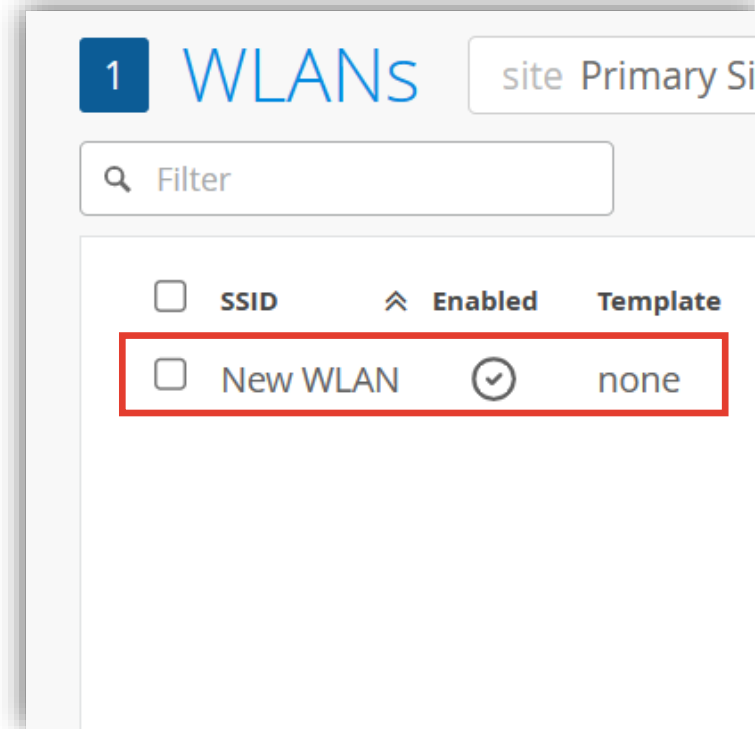 1 WLANs site Primary Si
Filter
SSID Enabled Template
New WLAN none